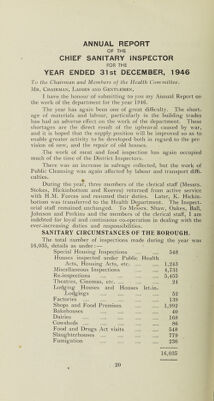 ANNUAL REPORT
OF THE
CHIEF SANITARY INSPECTOR
FOR THE
YEAR ENDED 31st DECEMBER, 1946
To the Chairman and Members of the Health Committee.
MR. CHAIRMAN, LADIES AND GENTLEMEN,
I have the honour of submitting to you my Annual Report on
the work of the department for the year 1946.
The year has again been one of great difficulty. The short-
age of materials and labour, particularly in the building trades
has had an adverse effect on the work of the department. These
shortages are the direct result of the upheaval caused by war,
and it is hoped that the supply position will be improved so as to
enable greater activity to be developed both as regard to the pro-
vision of new, and the repair of old houses.
The work of meat and food inspection has again occupied
much of the time of the District Inspectors.
There was an increase in salvage collected, but the work of
Public Cleansing was again affected by labour and transport diffi-
culties.
During the year, three members of the clerical staff (Messrs.
Stokes, Hickinbottom and Keeves) returned from active service
with H.M. Forces and resumed their duties. Later, Mr. Hickin-
bottom was transferred to the Health Department. The Inspect-
orial staff remained unchanged. To Messrs. Street, Oakes, Ball,
Johnson and Perkins and the members of the clerical staff, I am
indebted for loyal and continuous co-operation in dealing with the
ever-increasing duties and responsibilities.
SANITARY CIRCUMSTANCES OF THE BOROUGH.
The total number of inspections made during the year was
16,035, details as under :—
Special Housing Inspections ... 548
Houses inspected under Public Health
Acts, Housing Acts, etc. ... 1,243
Miscellaneous Inspections ... 4,731
Re-inspections ... 5,455
Theatres, Cinemas, etc. ... 24
Lodging Houses and Houses let-in-
Lodgings ... 52
Factories ... 139
Shops and Food Premises ... 1,992
Bakehouses ... 40
Dairies ... 168
Cowsheds ... 86
Food and Drugs Act visits ... 548
Slaughterhouses ... 779
Fumigation ... 236
16,035
20